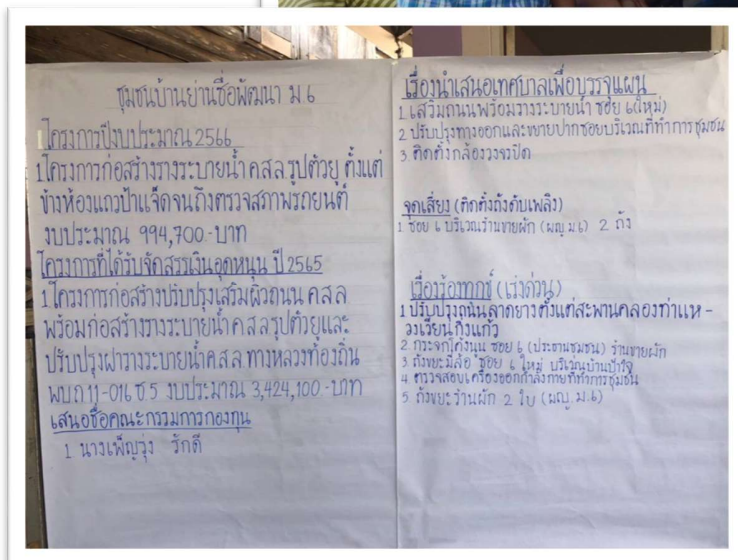 ชุมชนบ้านย่านซื่อพัฒนา ม.6
โครงการปีงบประมาณ 2566
1.โครงการก่อสร้างรางระบายน้ำ คสล รูปตัวยู ตั้งแต่
ข้างห้องแถวป้าแจ็ดจนถึงตรวจสภาพรถยนต์
งบประมาณ 994,700.-บาท
โครงการที่ได้รับจัดสรรเงินอุดหนุน ปี 2565
1.โครงการก่อสร้างปรับปรุงเสริมผิวถนน คสล
พร้อมก่อสร้างรางระบายน้ำคสลรูปตัวยูและ
ปรับปรุงฝารางระบายน้ำคสล ทางหลวงท้องถิ่น
พบ.ถ 11-016 ช.5 งบประมาณ 3,424,100 -บาท
เสนอชื่อคณะกรรมการกองทุน
1 นางเพ็ญรุ่ง รักดี
เรื่องนำเสนอเทศบาลเพื่อบรรจุแผน
1. เสริมถนนพร้อมรางระบายน้ำ ซอย 6(ใหม่)
2 ปรับปรุงทางออกและขยายปากซอยบริเวณที่ทำการชุมชน
3. ติดตั้งกล้องวงจรปิด
จุดเสี่ยง (ติดตั้งถังดับเพลิง)
1. ซอย 6 บริเวณร้านขายผัก (ผญ.ม.6) 2 ถัง
เรื่องร้องทุกข์ (เร่งด่วน)
1 ปรับปรุงถนนลาดยางตั้งแต่สะพานคลองท่าแห -
วงเวียนกิ่งแก้ว
2. กระจกโค้งนูน ซอย 6 (ประธานชุมชน) ร้านขายผัก
3 ถังขยะมีล้อ ซอย 6 ใหม่ บริเวณบ้านป้าใจ
4 ตรวจสอบเครื่องออกกำลังกายที่ทำการชุมชน
5 ถังขยะร้านผัก 2 ใบ (ผญ.ม.6)